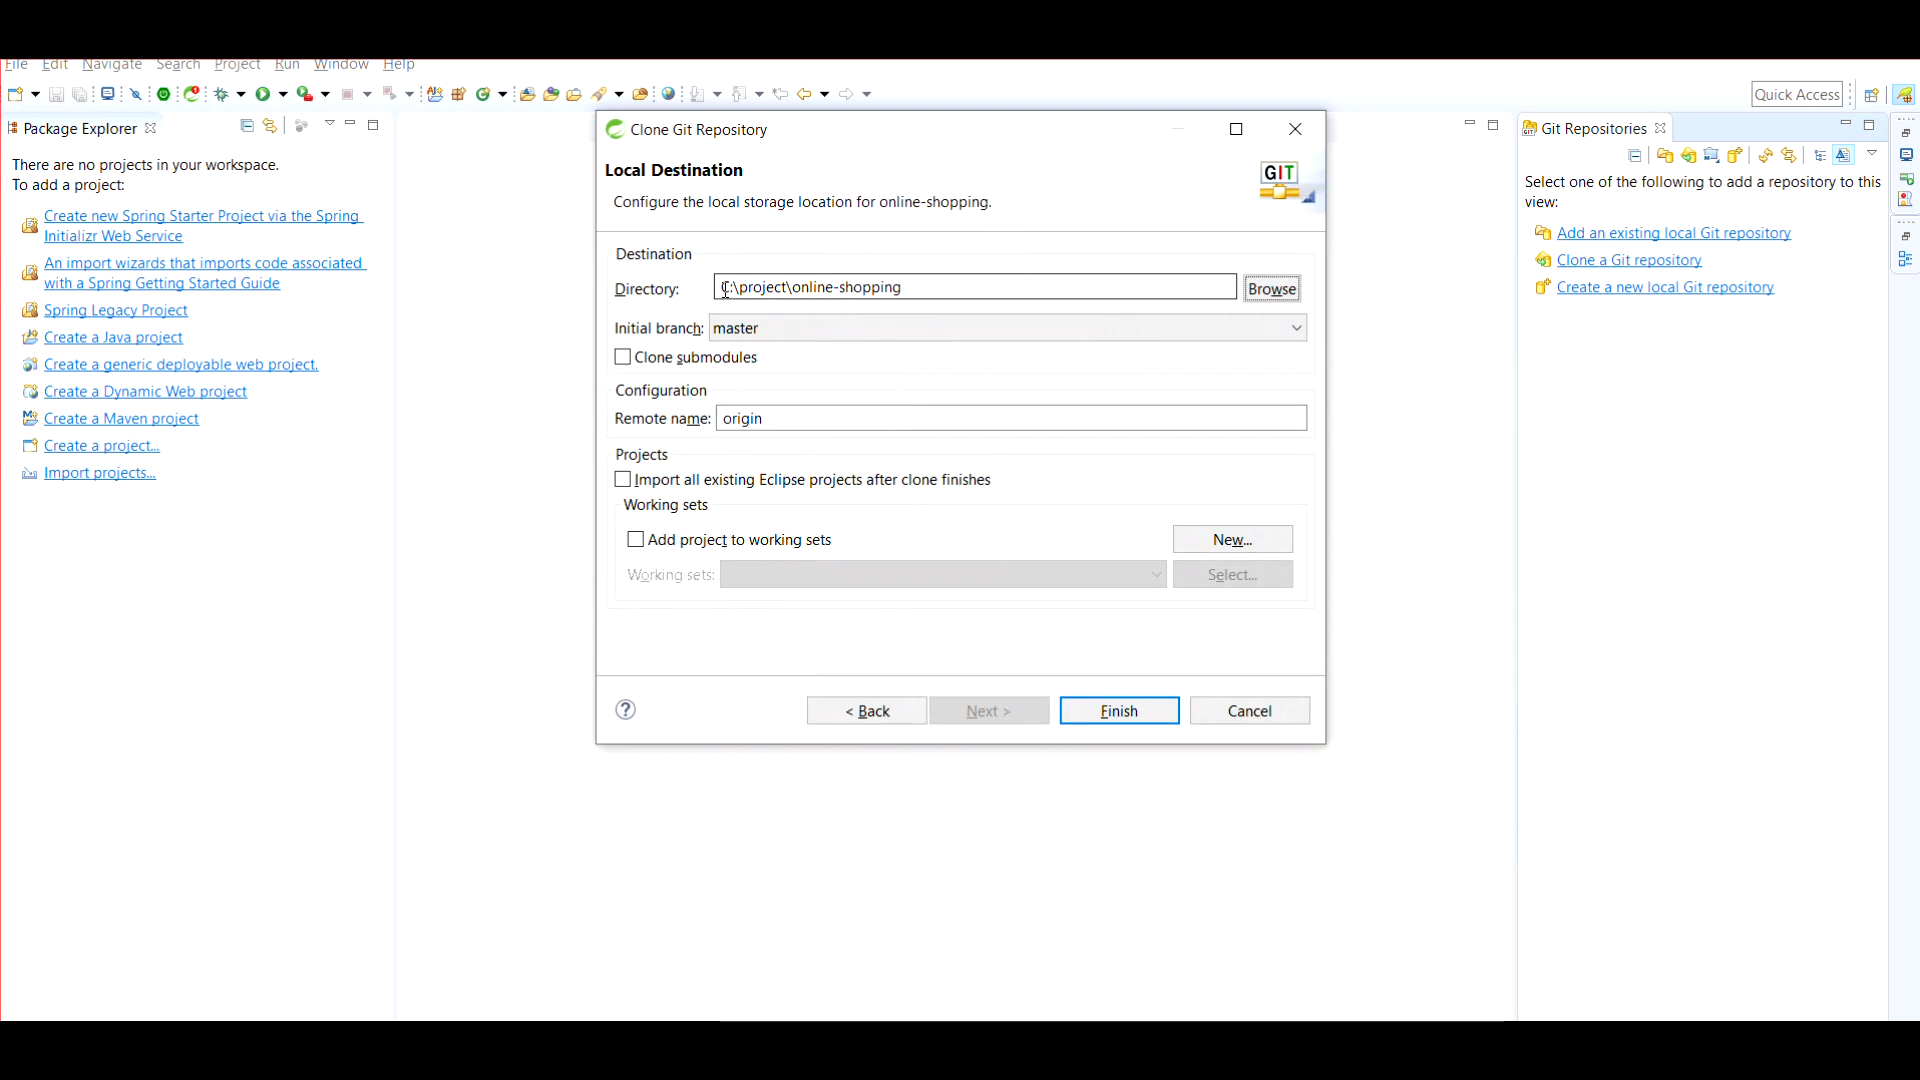 File Edit Navigate Search Project Run Window Help
Quick Access
Package Explorer
There are no projects in your workspace.
To add a project:
Create new Spring Starter Project via the Spring
Initializr Web Service
An import wizards that imports code associated
with a Spring Getting Started Guide
Spring Legacy Project
Create a Java project
Create a generic deployable web project.
Create a Dynamic Web project
Create a Maven project
Create a project...
Import projects...
Clone Git Repository
Local Destination
GIT
Configure the local storage location for online-shopping.
Destination
Directory: C:\project\online-shopping Browse
Initial branch: master
Clone submodules
Configuration
Remote name: origin
Projects
Import all existing Eclipse projects after clone finishes
Working sets
Add project to working sets New...
Working sets: Select...
< Back Next > Finish Cancel
Git Repositories
Select one of the following to add a repository to this
view:
Add an existing local Git repository
Clone a Git repository
Create a new local Git repository